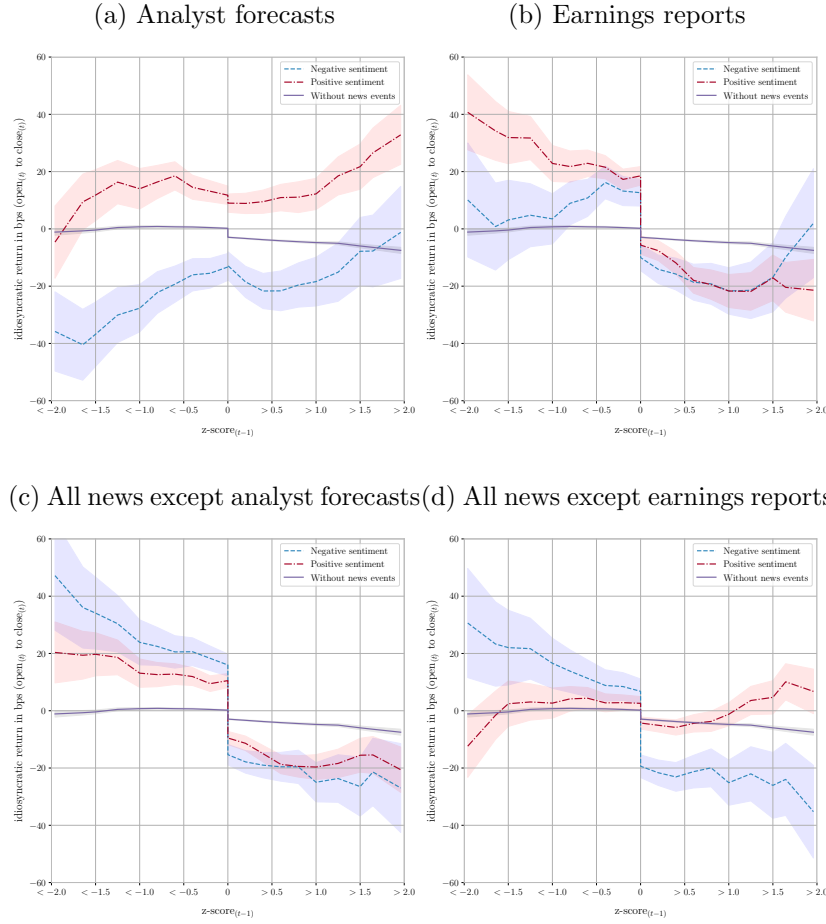 (a) Analyst forecasts
60
40
20
0
−20
−40
−60
idiosyncratic return in bps (open(t) to close(t))
Negative sentiment
Positive sentiment
Without news events
< −2.0
< −1.5
< −1.0
< −0.5
0
> 0.5
> 1.0
> 1.5
> 2.0
z-score(t−1)
(b) Earnings reports
60
40
20
0
−20
−40
−60
idiosyncratic return in bps (open(t) to close(t))
Negative sentiment
Positive sentiment
Without news events
< −2.0
< −1.5
< −1.0
< −0.5
0
> 0.5
> 1.0
> 1.5
> 2.0
z-score(t−1)
(c) All news except analyst forecasts
60
40
20
0
−20
−40
−60
idiosyncratic return in bps (open(t) to close(t))
Negative sentiment
Positive sentiment
Without news events
< −2.0
< −1.5
< −1.0
< −0.5
0
> 0.5
> 1.0
> 1.5
> 2.0
z-score(t−1)
(d) All news except earnings reports
60
40
20
0
−20
−40
−60
idiosyncratic return in bps (open(t) to close(t))
Negative sentiment
Positive sentiment
Without news events
< −2.0
< −1.5
< −1.0
< −0.5
0
> 0.5
> 1.0
> 1.5
> 2.0
z-score(t−1)